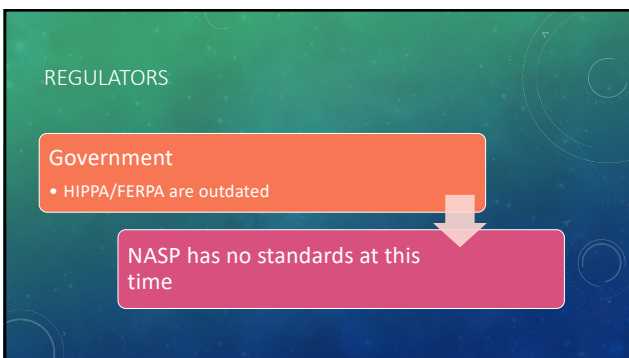 REGULATORS
Government
• HIPPA/FERPA are outdated
NASP has no standards at this
time